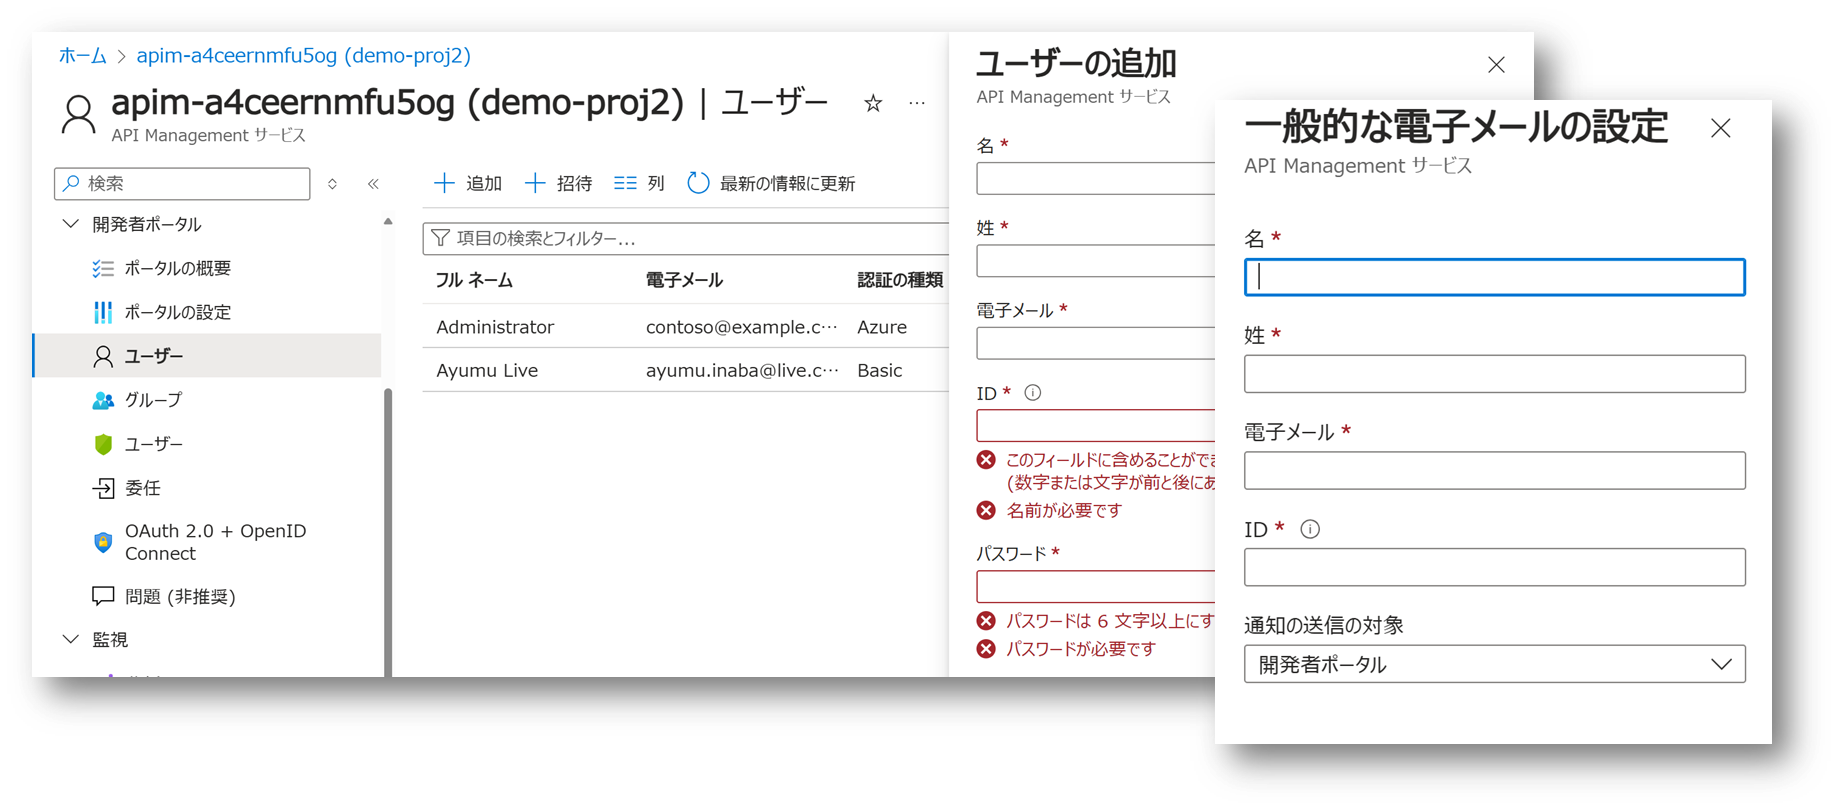 ホーム > apim-a4ceernmfu5og (demo-proj2)
apim-a4ceernmfu5og (demo-proj2) | ユーザー ☆ …
API Management サービス
検索
開発者ポータル
ポータルの概要
ポータルの設定
ユーザー
グループ
ユーザー
委任
OAuth 2.0 + OpenID
Connect
問題 (非推奨)
監視
+ 追加 + 招待 列 最新の情報に更新
項目の検索とフィルター...
フル ネーム 電子メール 認証の種類
Administrator contoso@example.c… Azure
Ayumu Live ayumu.inaba@live.c… Basic
ユーザーの追加
API Management サービス
名 *
姓 *
電子メール *
ID *
このフィールドに含めることができ
(数字または文字が前と後にあ
名前が必要です
パスワード *
パスワードは 6 文字以上にす
パスワードが必要です
一般的な電子メールの設定
API Management サービス
名 *
姓 *
電子メール *
ID *
通知の送信の対象
開発者ポータル